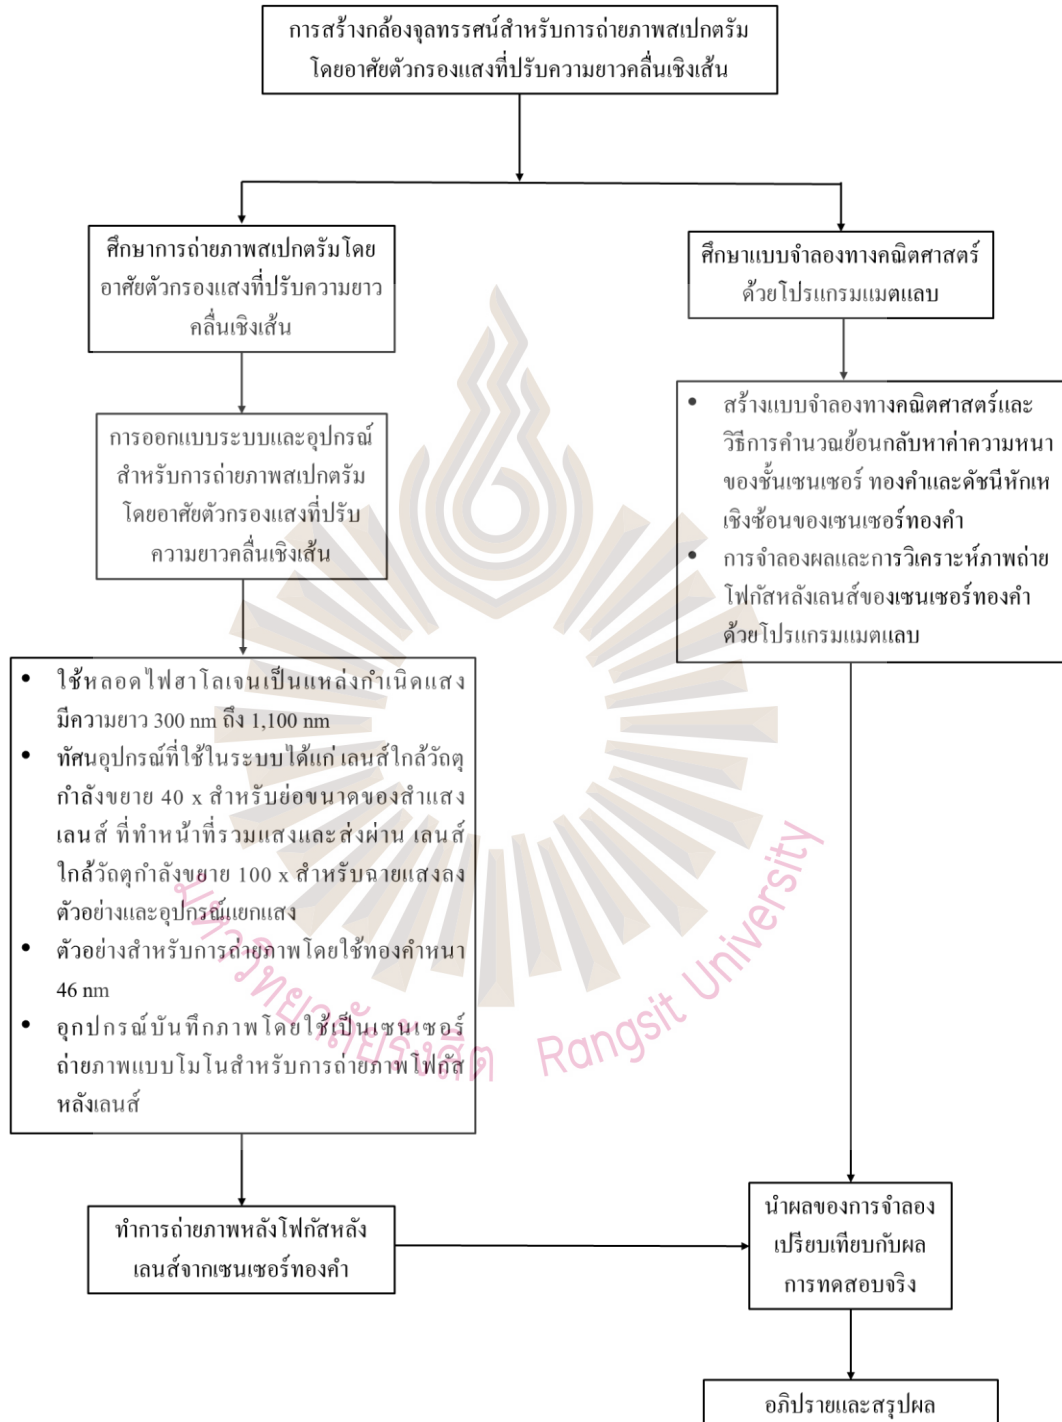 การสร้างกล้องจุลทรรศน์สำหรับการถ่ายภาพสเปกตรัม
โดยอาศัยตัวกรองแสงที่ปรับความยาวคลื่นเชิงเส้น
ศึกษาการถ่ายภาพสเปกตรัมโดย
อาศัยตัวกรองแสงที่ปรับความยาว
คลื่นเชิงเส้น
การออกแบบระบบและอุปกรณ์
สำหรับการถ่ายภาพสเปกตรัม
โดยอาศัยตัวกรองแสงที่ปรับ
ความยาวคลื่นเชิงเส้น
• ใช้หลอดไฟฮาโลเจนเป็นแหล่งกำเนิดแสง
มีความยาว 300 nm ถึง 1,100 nm
• ทัศนอุปกรณ์ที่ใช้ในระบบได้แก่ เลนส์ใกล้วัถตุ
กำลังขยาย 40 x สำหรับย่อขนาดของสำแสง
เลนส์ ที่ทำหน้าที่รวมแสงและส่งผ่าน เลนส์
ใกล้วัถตุกำลังขยาย 100 x สำหรับฉายแสงลง
ตัวอย่างและอุปกรณ์แยกแสง
• ตัวอย่างสำหรับการถ่ายภาพโดยใช้ทองคำหนา
46 nm
• อุกปกรณ์บันทึกภาพโดยใช้เป็นเซนเซอร์
ถ่ายภาพแบบโมโนสำหรับการถ่ายภาพโฟกัส
หลังเลนส์
ทำการถ่ายภาพหลังโฟกัสหลัง
เลนส์จากเซนเซอร์ทองคำ
ศึกษาแบบจำลองทางคณิตศาสตร์
ด้วยโปรแกรมแมตแลบ
• สร้างแบบจำลองทางคณิตศาสตร์และ
วิธีการคำนวณย้อนกลับหาค่าความหนา
ของชั้นเซนเซอร์ ทองคำและดัชนีหักเห
เชิงซ้อนของเซนเซอร์ทองคำ
• การจำลองผลและการวิเคราะห์ภาพถ่าย
โฟกัสหลังเลนส์ของเซนเซอร์ทองคำ
ด้วยโปรแกรมแมตแลบ
นำผลของการจำลอง
เปรียบเทียบกับผล
การทดสอบจริง
อภิปรายและสรุปผล
มหาวิทยาลัยรังสิต Rangsit University